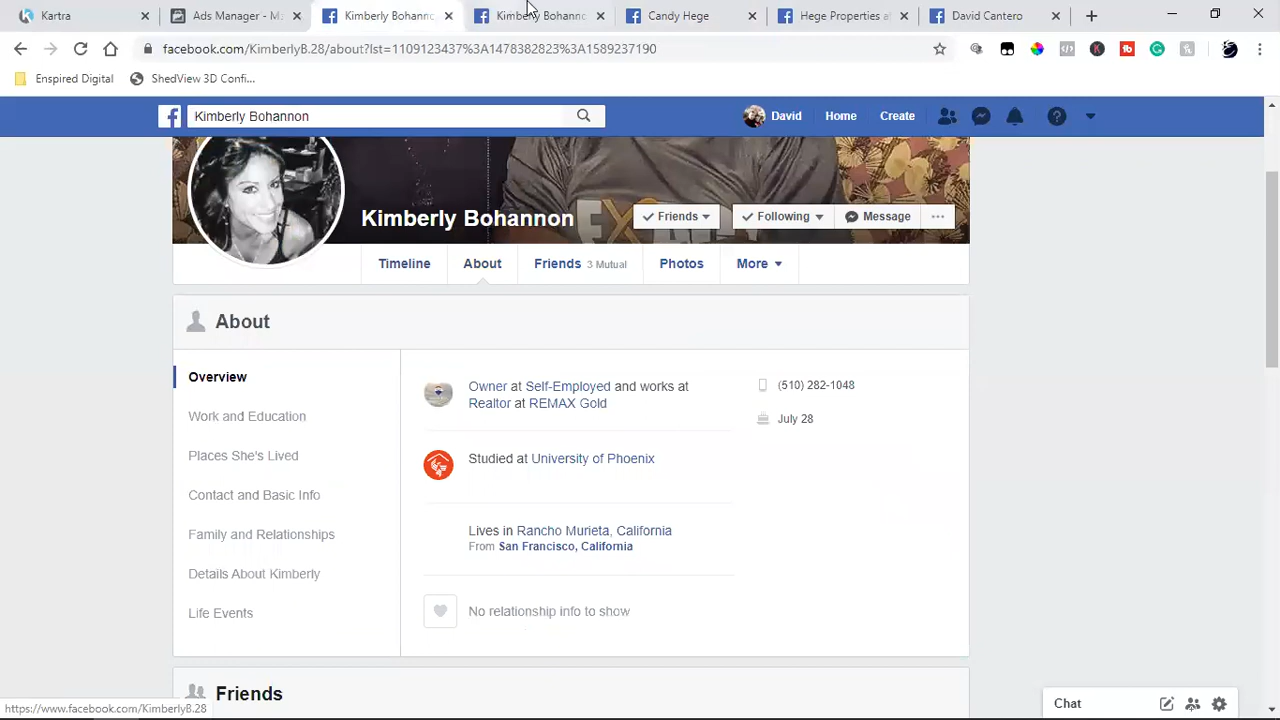 Kartra
Ads Manager - Ma
Kimberly Bohanno
Kimberly Bohanno
Candy Hege
Hege Properties at
David Cantero
facebook.com/KimberlyB.28/about?lst=1109123437%3A1478382823%3A1589237190
Enspired Digital
ShedView 3D Confi...
Kimberly Bohannon
David
Home
Create
Kimberly Bohannon
Friends
Following
Message
Timeline
About
Friends 3 Mutual
Photos
More
About
Overview
Work and Education
Places She's Lived
Contact and Basic Info
Family and Relationships
Details About Kimberly
Life Events
Owner at Self-Employed and works at
Realtor at REMAX Gold
Studied at University of Phoenix
Lives in Rancho Murieta, California
From San Francisco, California
No relationship info to show
(510) 282-1048
July 28
Friends
Chat
https://www.facebook.com/KimberlyB.28